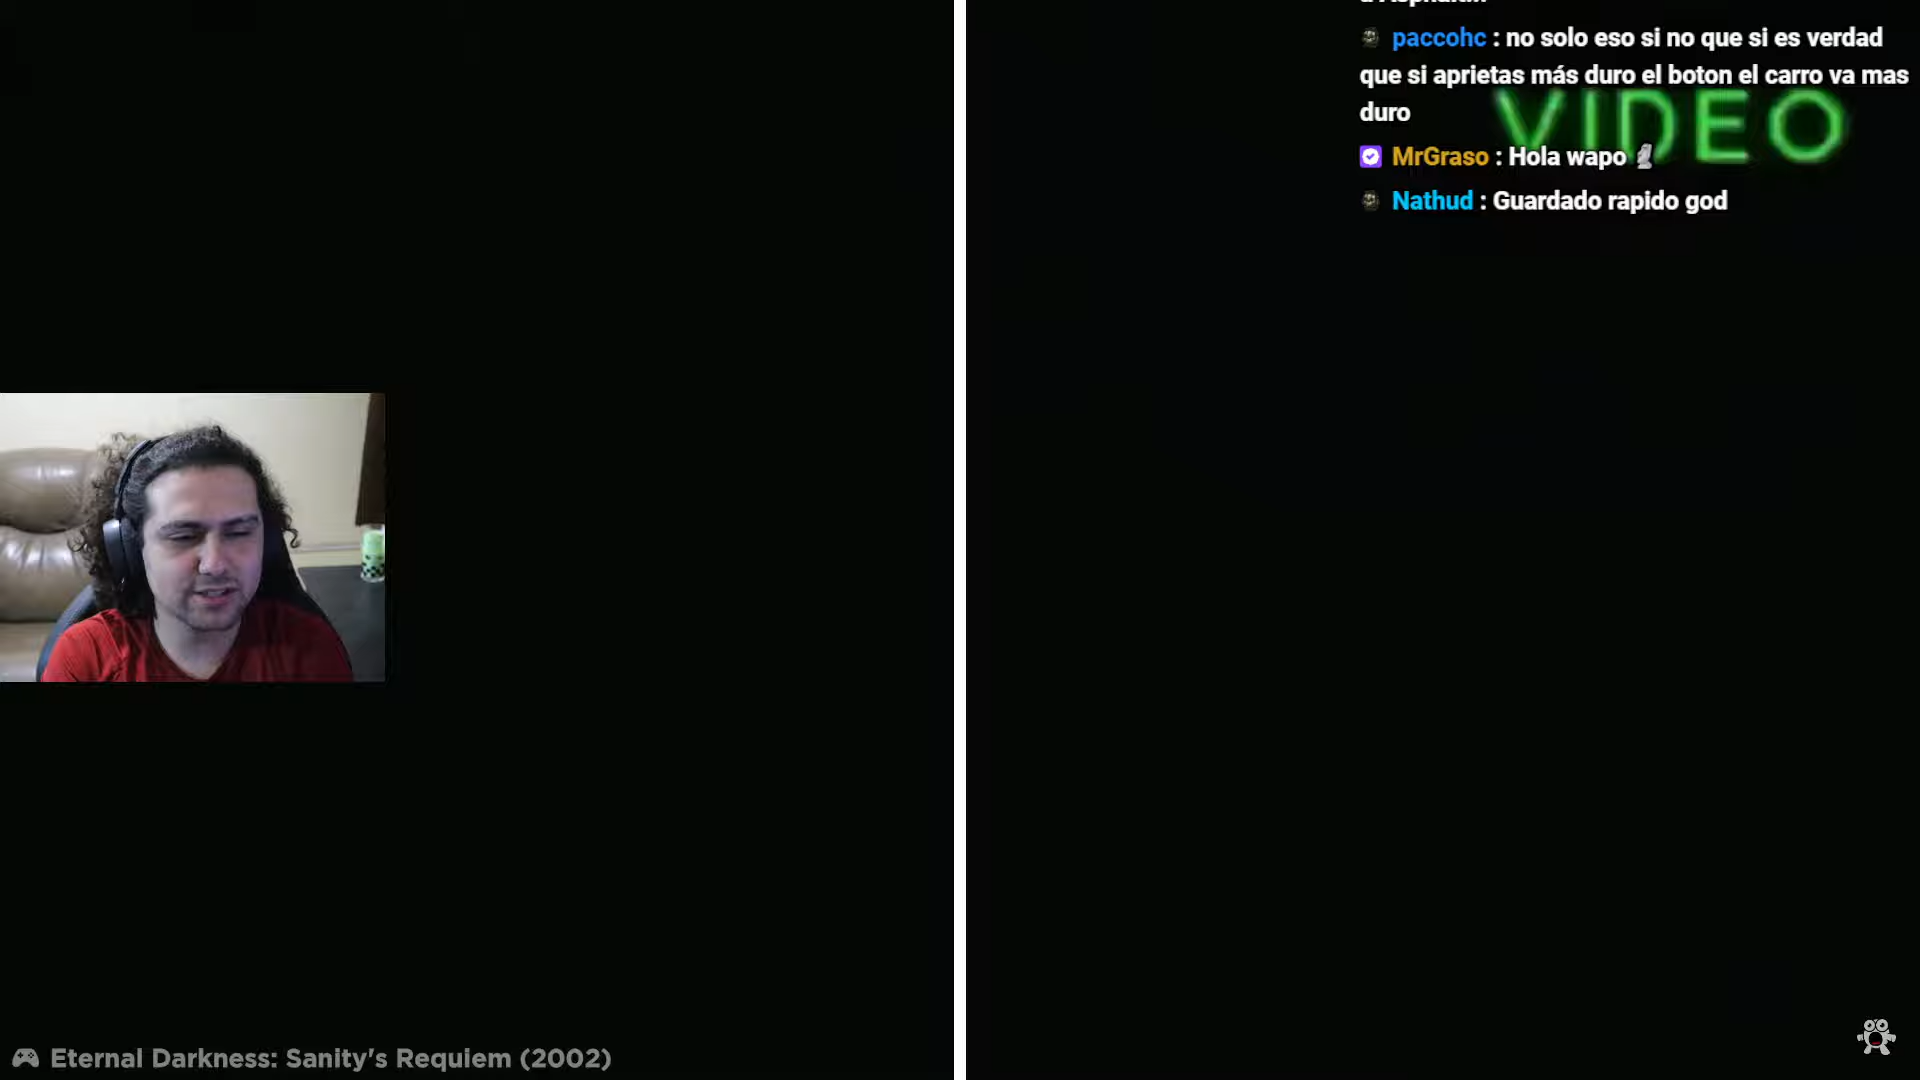 paccohc : no solo eso si no que si es verdad
que si aprietas más duro el boton el carro va mas
duro
VIDEO
MrGraso : Hola wapo
Nathud : Guardado rapido god
Eternal Darkness: Sanity's Requiem (2002)